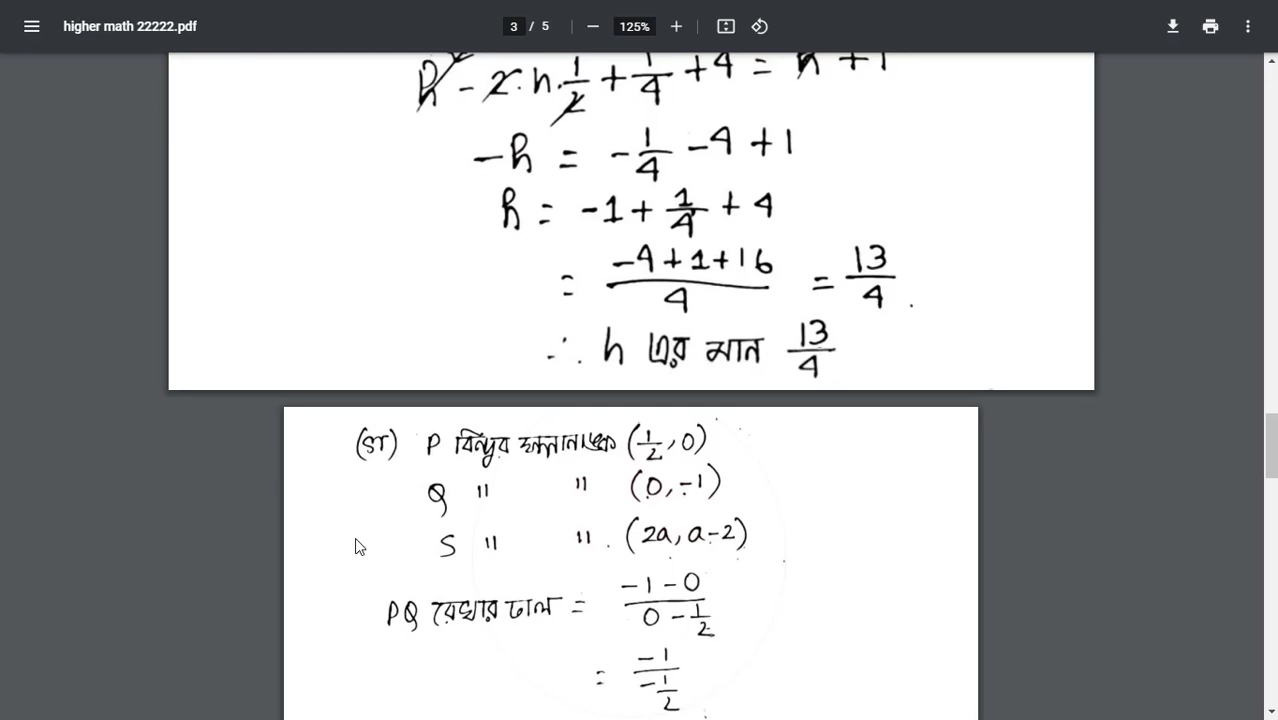 higher math 22222.pdf
3 / 5
125%
h² - 2·h·1/2 + 1/4 + 4 = h² + 1
-h = -1/4 - 4 + 1
h = -1 + 1/4 + 4
= (-4+1+16)/4 = 13/4 .
∴ h এর মান 13/4
(গ) P বিন্দুর স্থানাঙ্ক (1/2, 0)
Q " " (0, -1)
S " " . (2a, a-2)
PQ রেখার ঢাল = (-1-0)/(0-1/2)
= -1/(-1/2)